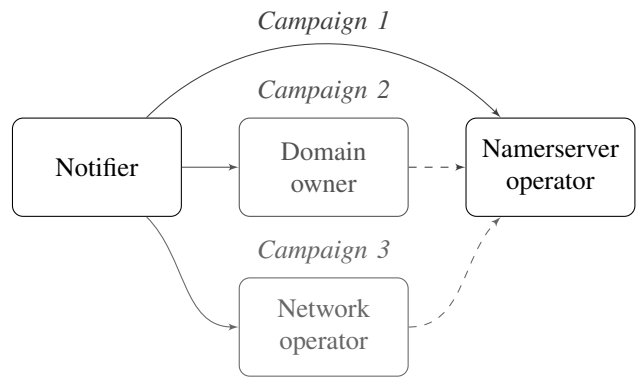 Campaign 1
Campaign 2
Notifier
Domain
owner
Namerserver
operator
Campaign 3
Network
operator